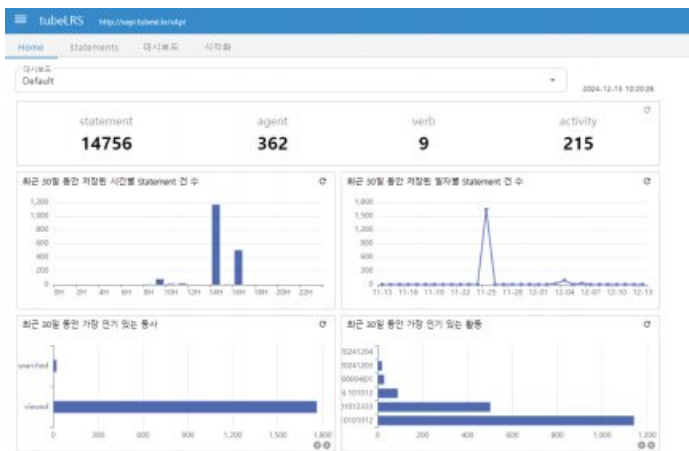 tubeLRS
Home Statements 대시보드 시각화
대시보드
Default
2024-12-13 10:20:26
statement agent verb activity
14756 362 9 215
최근 30일 동안 저장된 시간별 Statement 건 수
최근 30일 동안 저장된 일자별 Statement 건 수
1,200
1,000
800
600
400
200
0
0H 2H 4H 6H 8H 10H 12H 14H 16H 18H 20H 22H
1,800
1,500
1,200
900
600
300
0
11-13 11-16 11-19 11-22 11-25 11-28 12-01 12-04 12-07 12-10 12-13
최근 30일 동안 가장 인기 있는 동사
최근 30일 동안 가장 인기 있는 활동
searched
viewed
0 300 600 900 1,200 1,500 1,800
20241204
20241203
00004001
4 101012
0101012
0 200 400 600 800 1,000 1,200